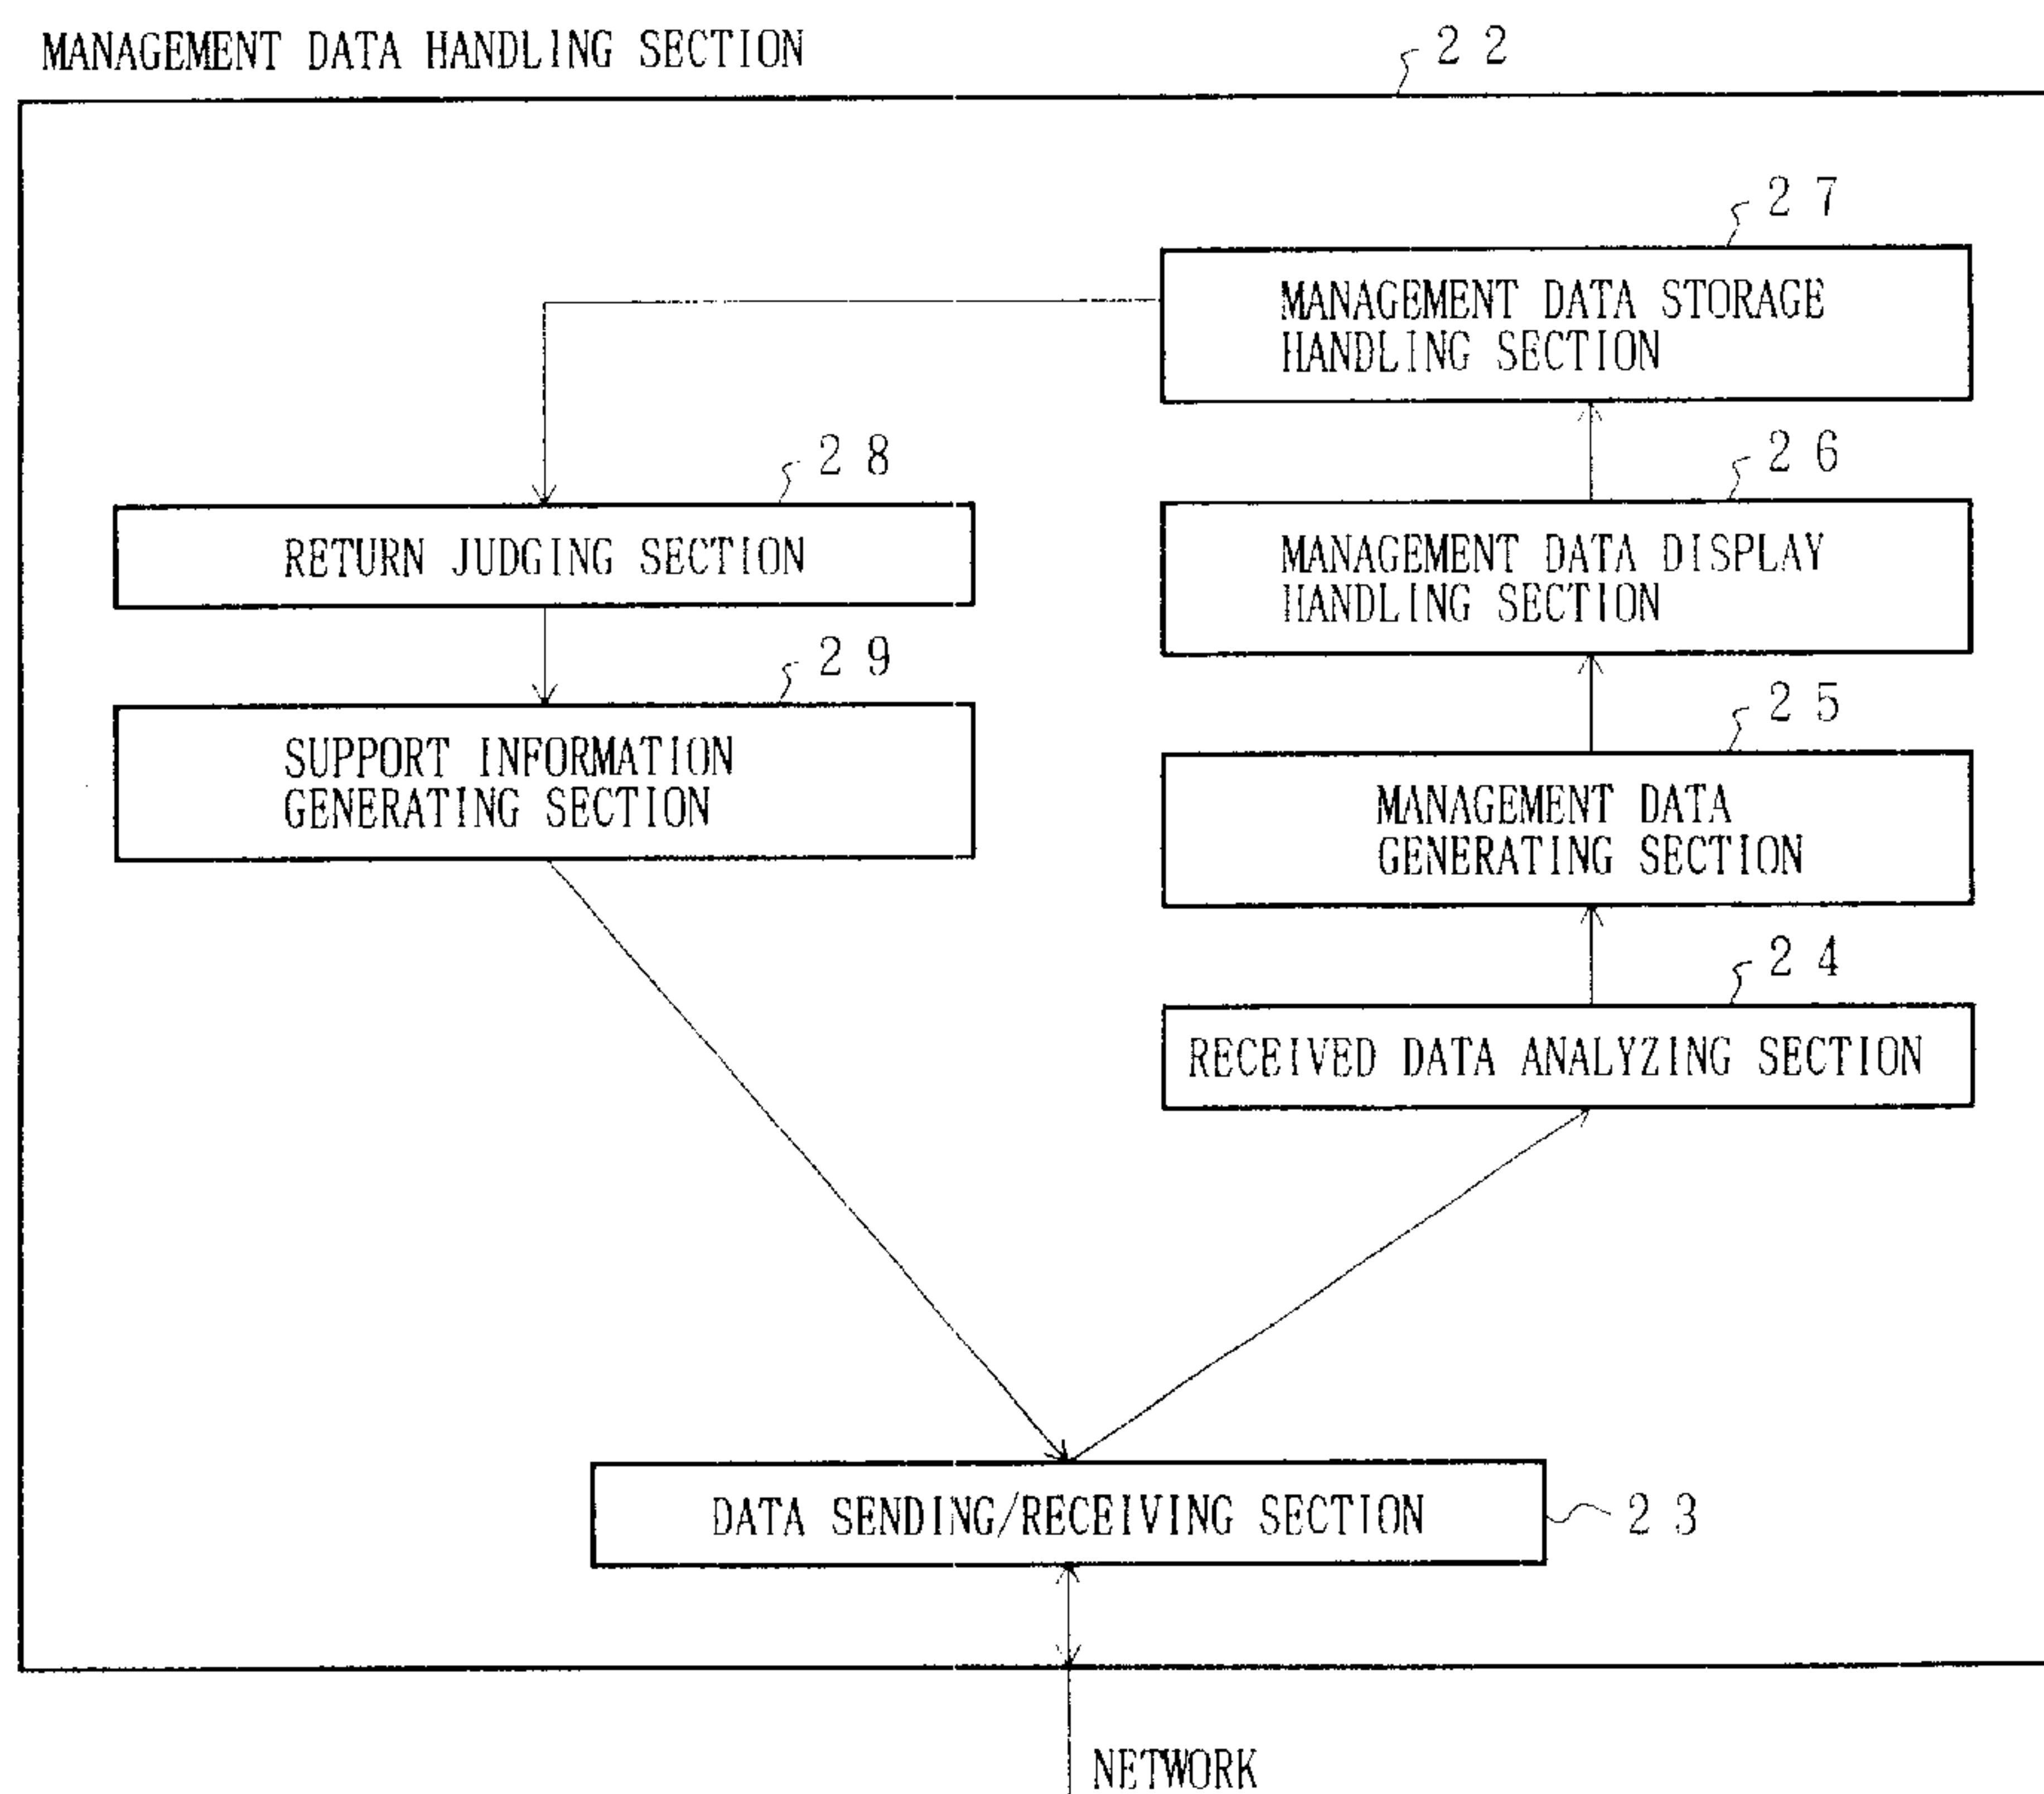 MANAGEMENT DATA HANDLING SECTION
22
27
MANAGEMENT DATA STORAGE
HANDLING SECTION
28
RETURN JUDGING SECTION
26
MANAGEMENT DATA DISPLAY
HANDLING SECTION
29
SUPPORT INFORMATION
GENERATING SECTION
25
MANAGEMENT DATA
GENERATING SECTION
24
RECEIVED DATA ANALYZING SECTION
DATA SENDING/RECEIVING SECTION
23
NETWORK